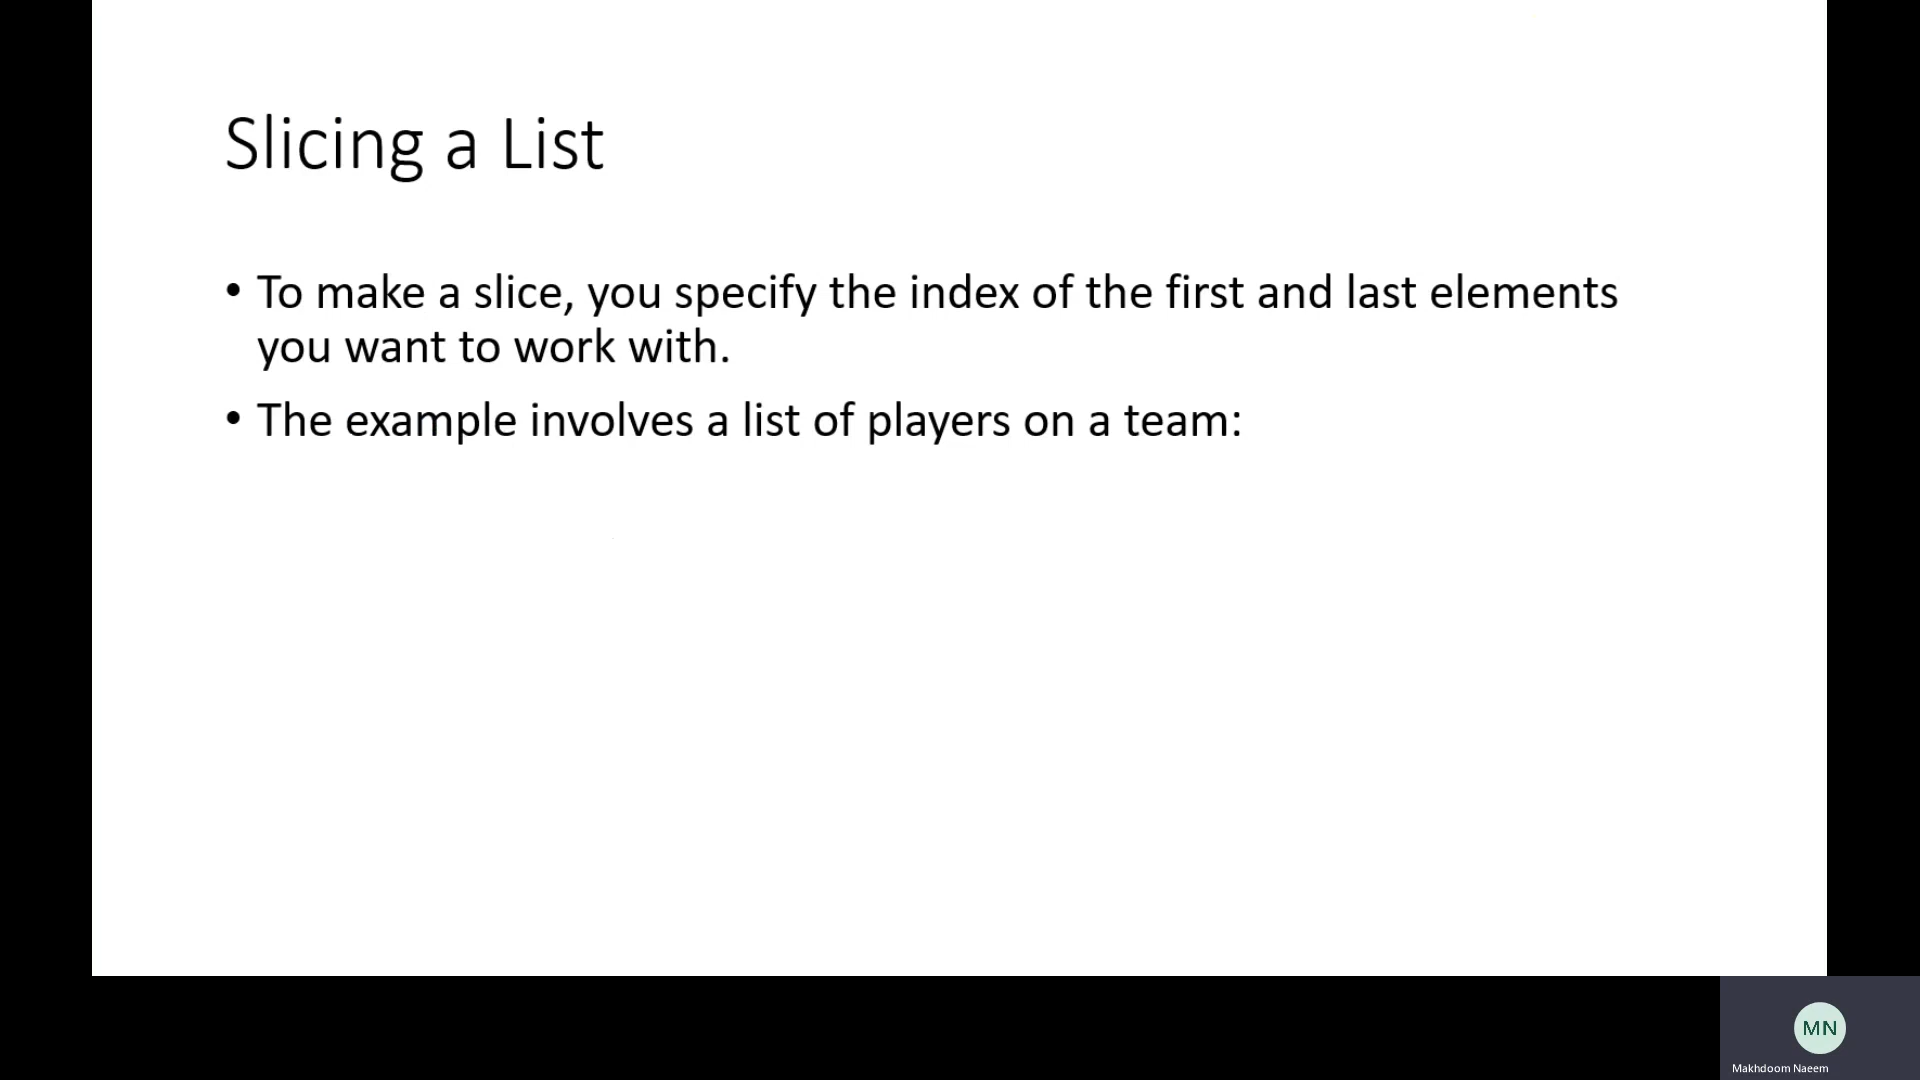 Slicing a List
• To make a slice, you specify the index of the first and last elements
you want to work with.
• The example involves a list of players on a team:
MN
Makhdoom Naeem